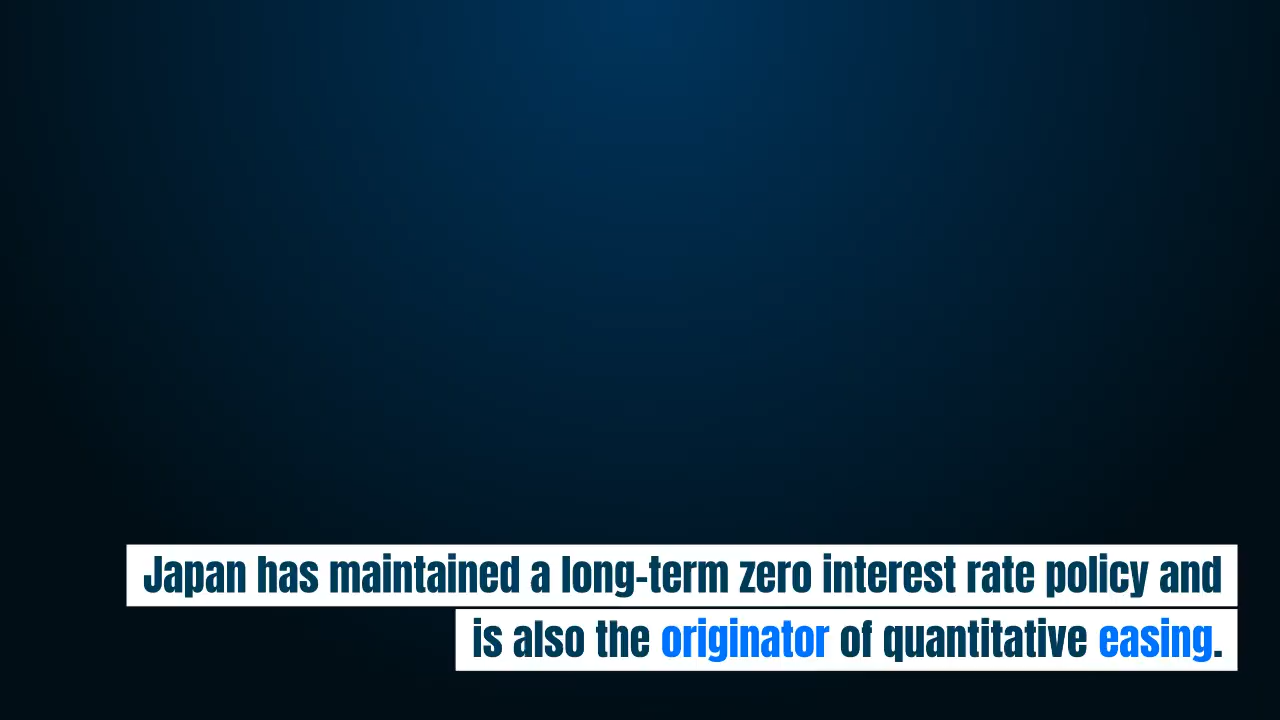 Japan has maintained a long-term zero interest rate policy and
is also the originator of quantitative easing.